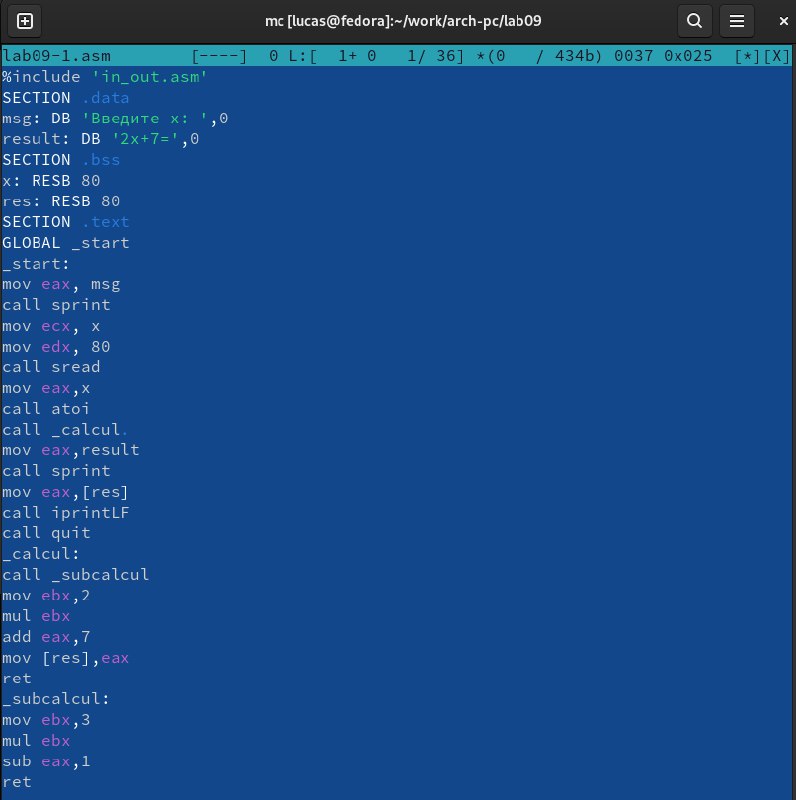 mc [lucas@fedora]:~/work/arch-pc/lab09
lab09-1.asm [----] 0 L:[ 1+ 0 1/ 36] *(0 / 434b) 0037 0x025 [*][X]
%include 'in_out.asm'
SECTION .data
msg: DB 'Введите x: ',0
result: DB '2x+7=',0
SECTION .bss
x: RESB 80
res: RESB 80
SECTION .text
GLOBAL _start
_start:
mov eax, msg
call sprint
mov ecx, x
mov edx, 80
call sread
mov eax,x
call atoi
call _calcul.
mov eax,result
call sprint
mov eax,[res]
call iprintLF
call quit
_calcul:
call _subcalcul
mov ebx,2
mul ebx
add eax,7
mov [res],eax
ret
_subcalcul:
mov ebx,3
mul ebx
sub eax,1
ret